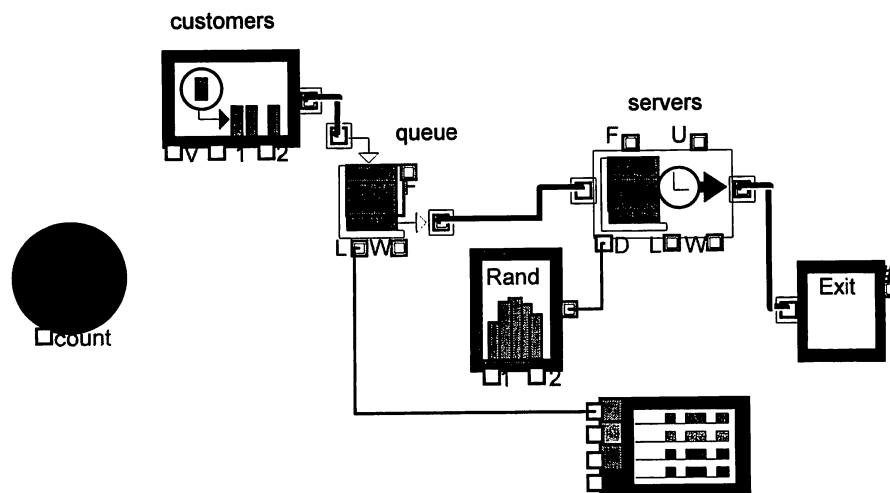 customers
servers
queue
F U
V 1 2
F
L W
D L W
Rand
Exit
#
count
1 2